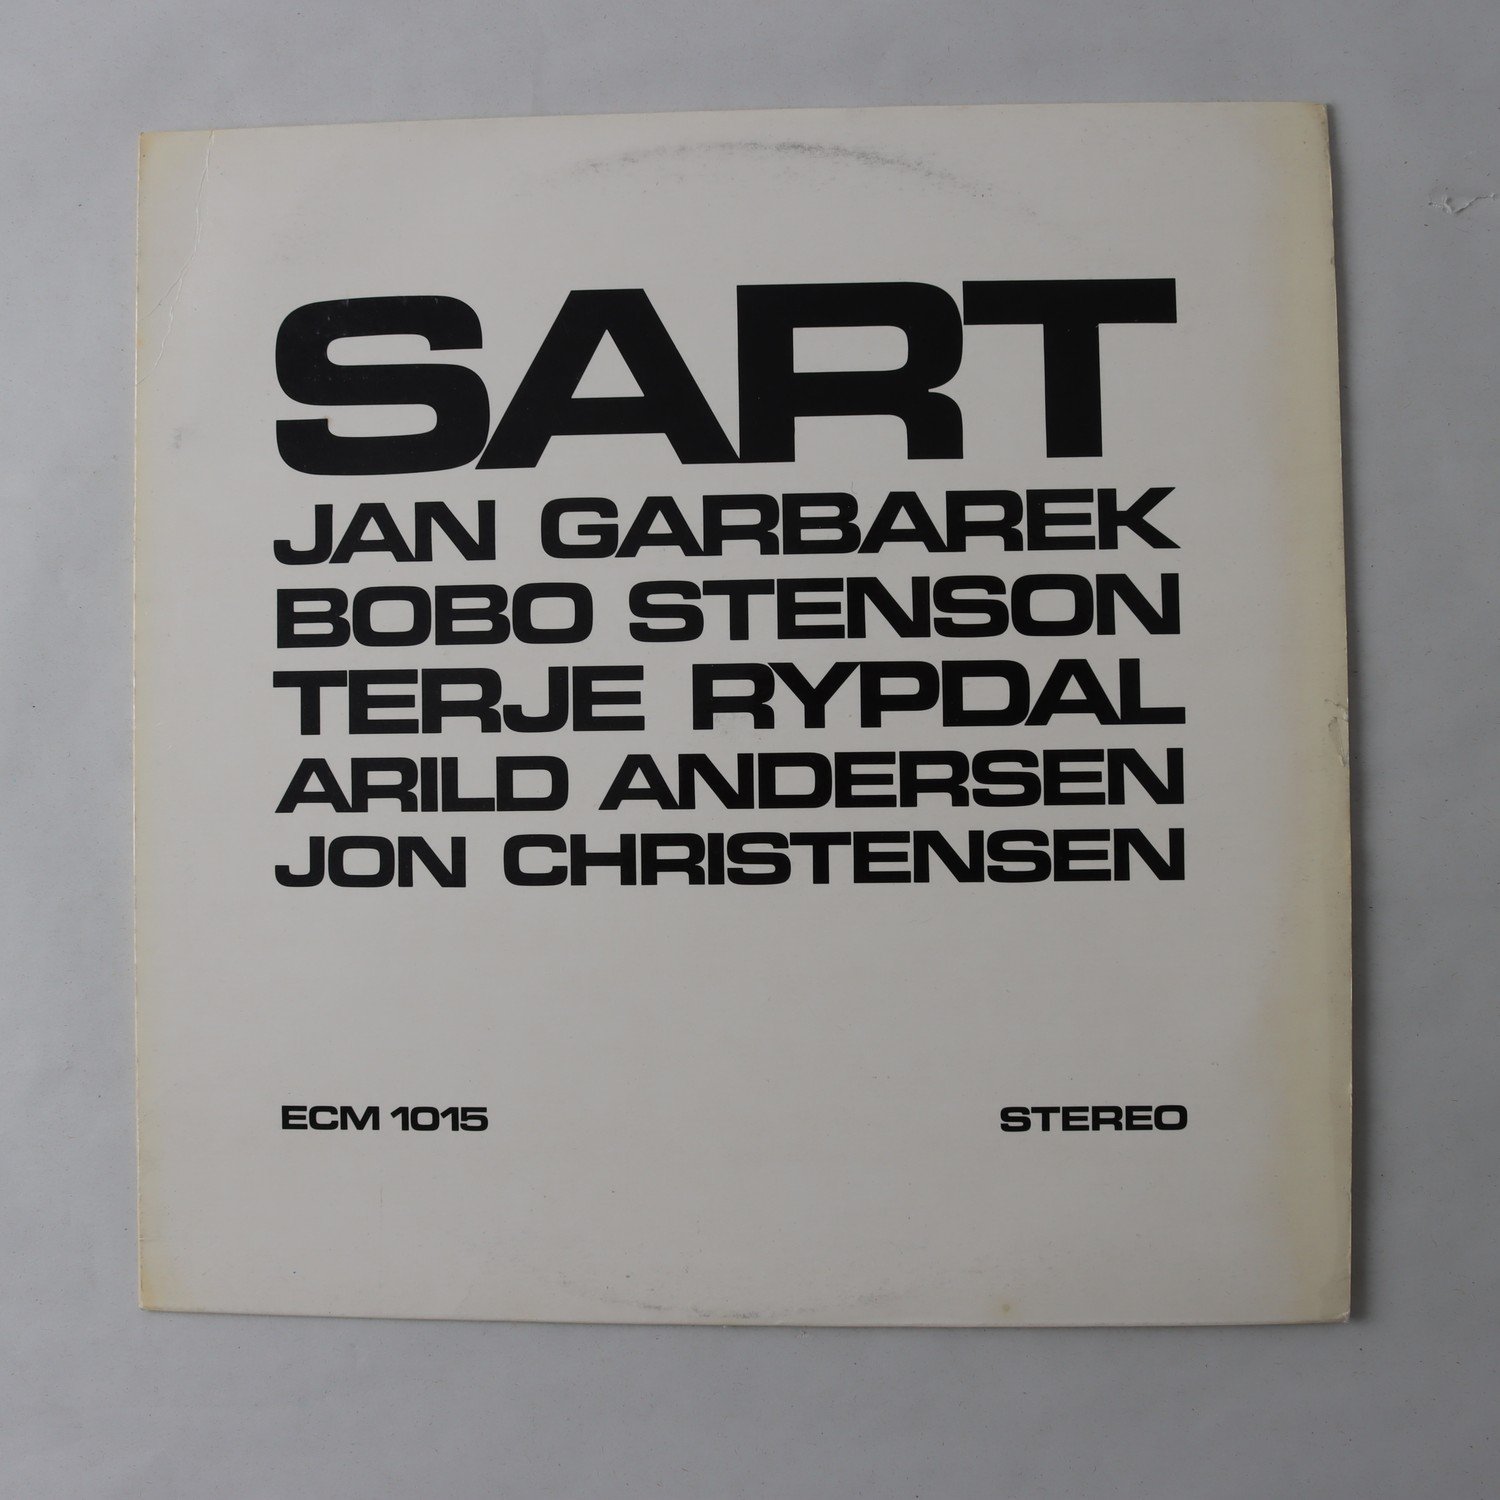 SART
JAN GARBAREK
BOBO STENSON
TERJE RYPDAL
ARILD ANDERSEN
JON CHRISTENSEN
ECM 1015
STEREO